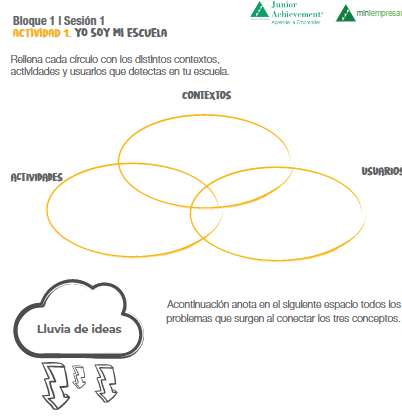 Bloque 1 | Sesión 1
ACTIVIDAD 1. YO SOY MI ESCUELA
Junior
Achievement®
Aprender a Emprender
miniempresas
Rellena cada círculo con los distintos contextos,
actividades y usuarios que detectas en tu escuela.
CONTEXTOS
ACTIVIDADES
USUARIOS
Lluvia de ideas
Acontinuación anota en el siguiente espacio todos los
problemas que surgen al conectar los tres conceptos.